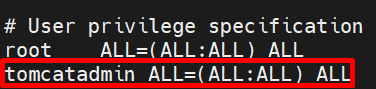 # User privilege specification
root    ALL=(ALL:ALL) ALL
tomcatadmin ALL=(ALL:ALL) ALL